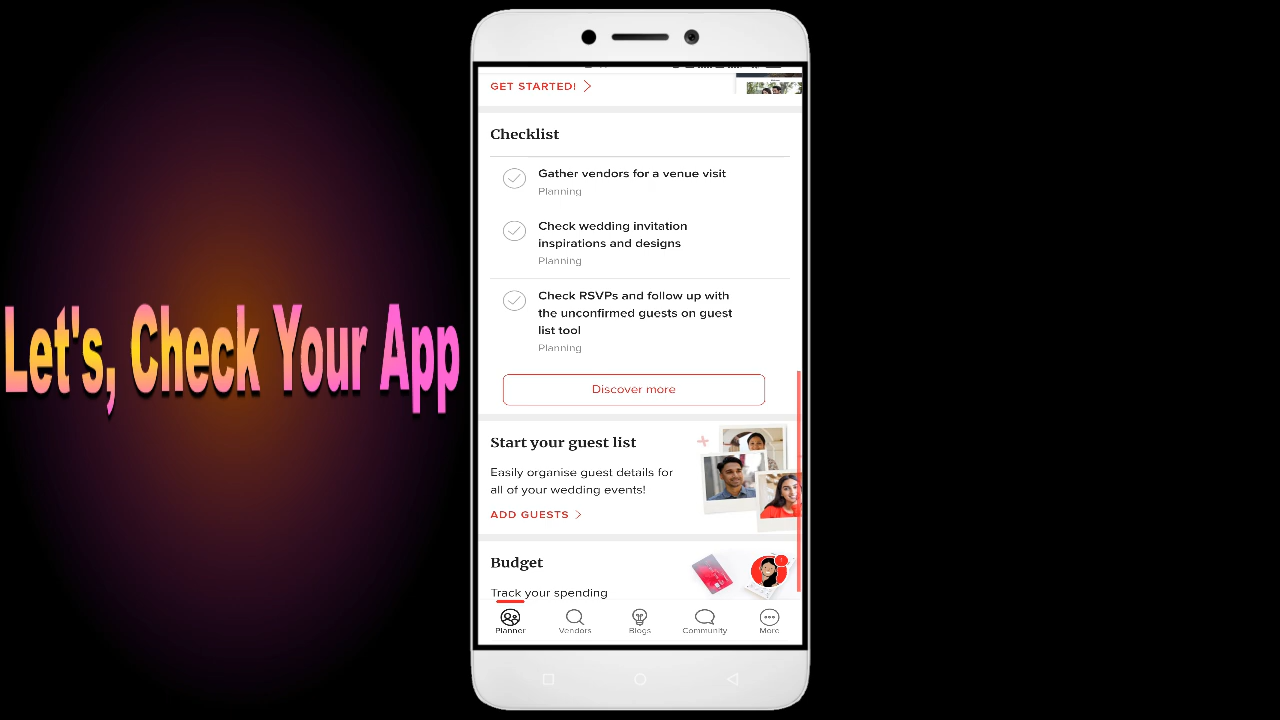 GET STARTED!
Checklist
Gather vendors for a venue visit
Planning
Check wedding invitation
inspirations and designs
Planning
Check RSVPs and follow up with
the unconfirmed guests on guest
list tool
Planning
Discover more
Let's, Check Your App
Start your guest list
Easily organise guest details for
all of your wedding events!
ADD GUESTS
Budget
Track your spending
Planner Vendors Blogs Community More